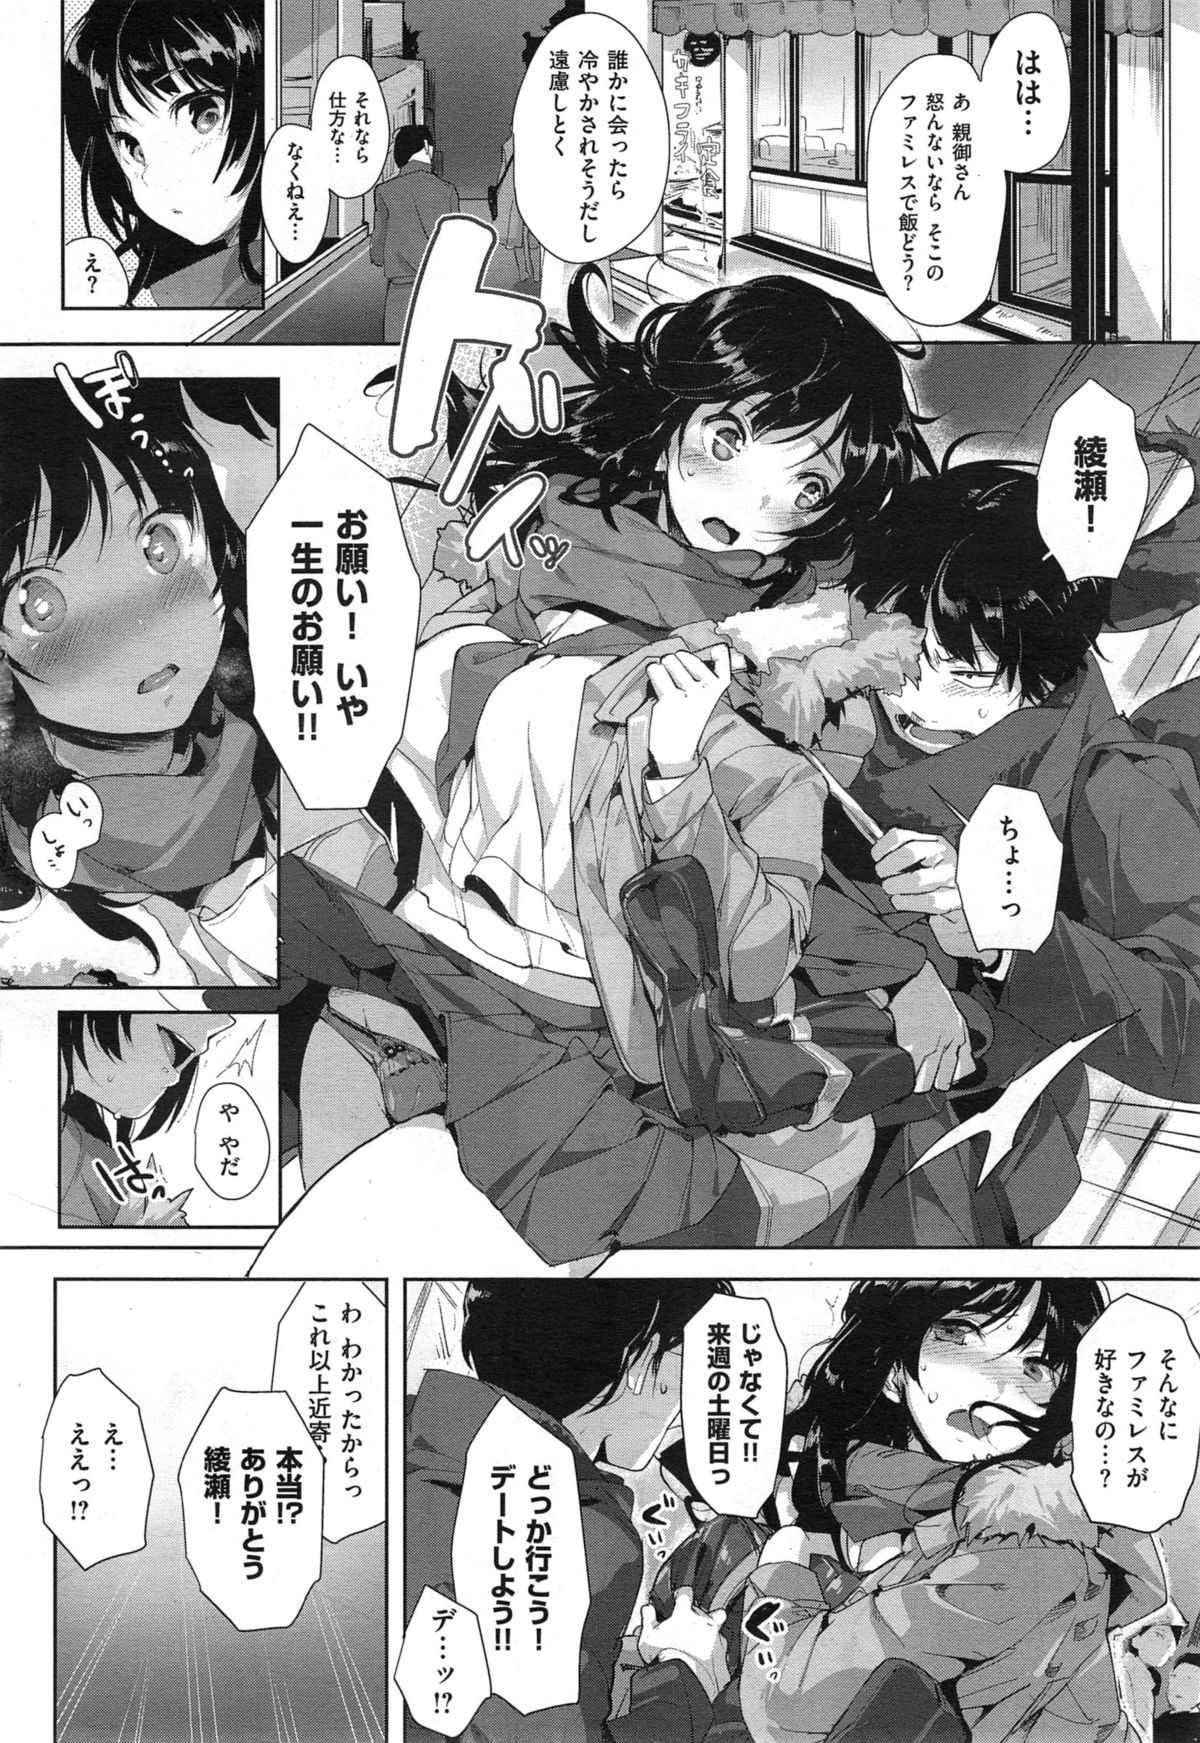 はは…
あ 親御さん
怒んないなら そこの
ファミレスで飯どう?
カキフライ
定食
誰かに会ったら
冷やかされそうだし
遠慮しとく
それなら
仕方な…
なくねえ…
え?
綾瀬!
ドザッ
ちょ…っ
お願い! いや
一生のお願い!!
ぼっ
いっ
しょ
や やだ
はっ
そんなに
ファミレスが
好きなの…?
じゃなくて!!
来週の土曜日っ
どっか行こう!
デートしよう!!
ぐぐ
ぐぐ
デ…ッ!?
わ わかったからっ
これ以上近寄
本当!?
ありがとう
綾瀬!
え…
ええっ!?